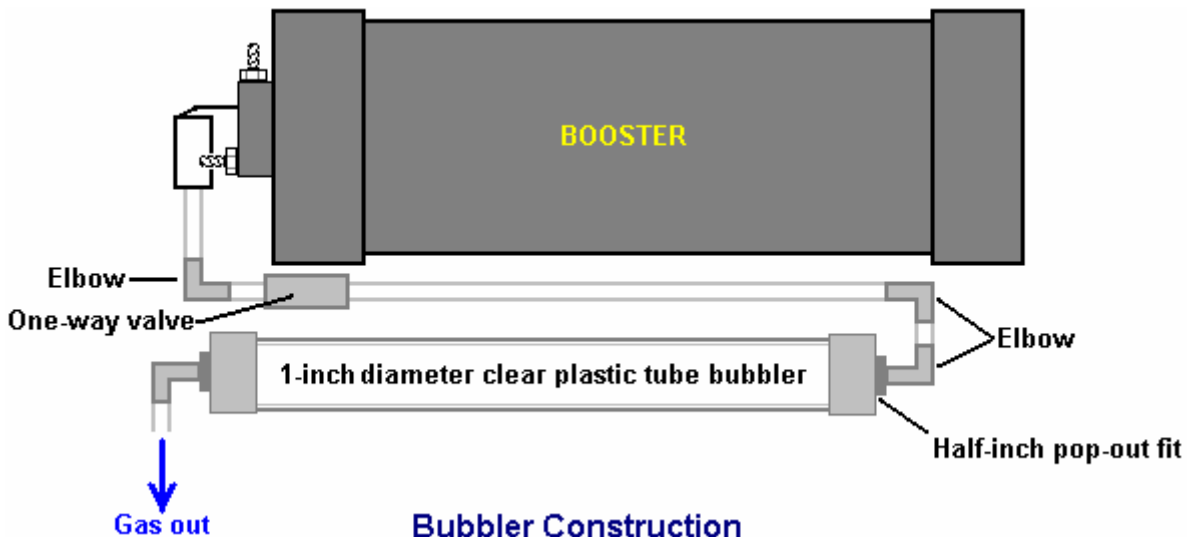 BOOSTER
Elbow
One-way valve
Elbow
1-inch diameter clear plastic tube bubbler
Half-inch pop-out fit
Gas out
Bubbler Construction